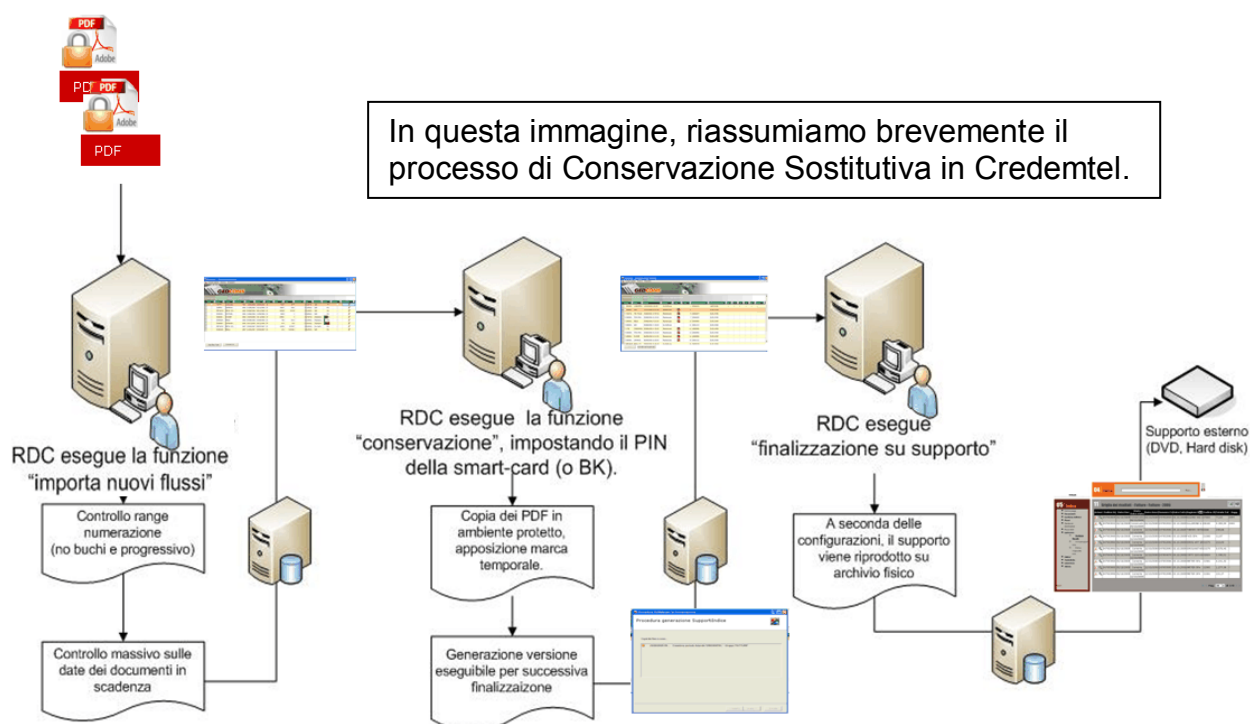 PDF
Adobe
PDF
PDF
Adobe
PDF
In questa immagine, riassumiamo brevemente il
processo di Conservazione Sostitutiva in Credemtel.
RDC esegue la funzione
“importa nuovi flussi”
Controllo range
numerazione
(no buchi e progressivo)
Controllo massivo sulle
date dei documenti in
scadenza
RDC esegue la funzione
“conservazione”, impostando il PIN
della smart-card (o BK).
Copia dei PDF in
ambiente protetto,
apposizione marca
temporale.
Generazione versione
eseguibile per successiva
finalizzaizone
Procedura generazione SupportIndice
RDC esegue
“finalizzazione su supporto”
A seconda delle
configurazioni, il supporto
viene riprodotto su
archivio fisico
Supporto esterno
(DVD, Hard disk)